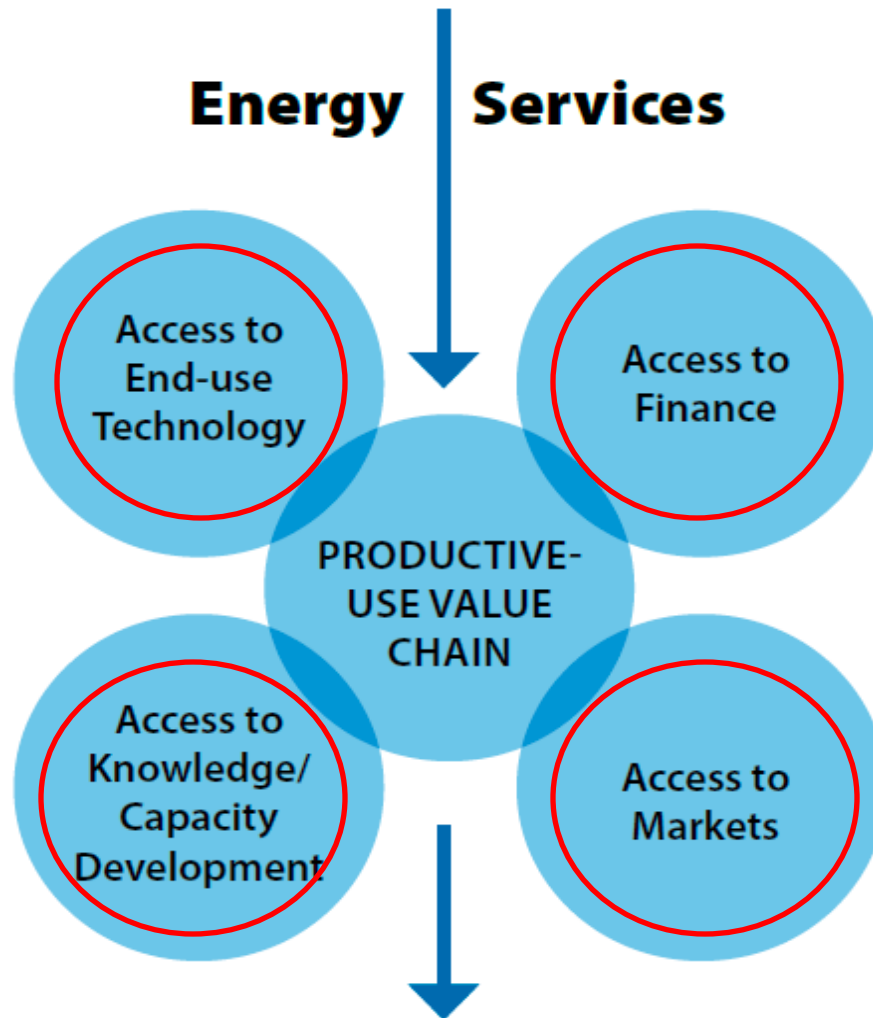 Energy Services
Access to
End-use
Technology
Access to
Finance
PRODUCTIVE-
USE VALUE
CHAIN
Access to
Knowledge/
Capacity
Development
Access to
Markets